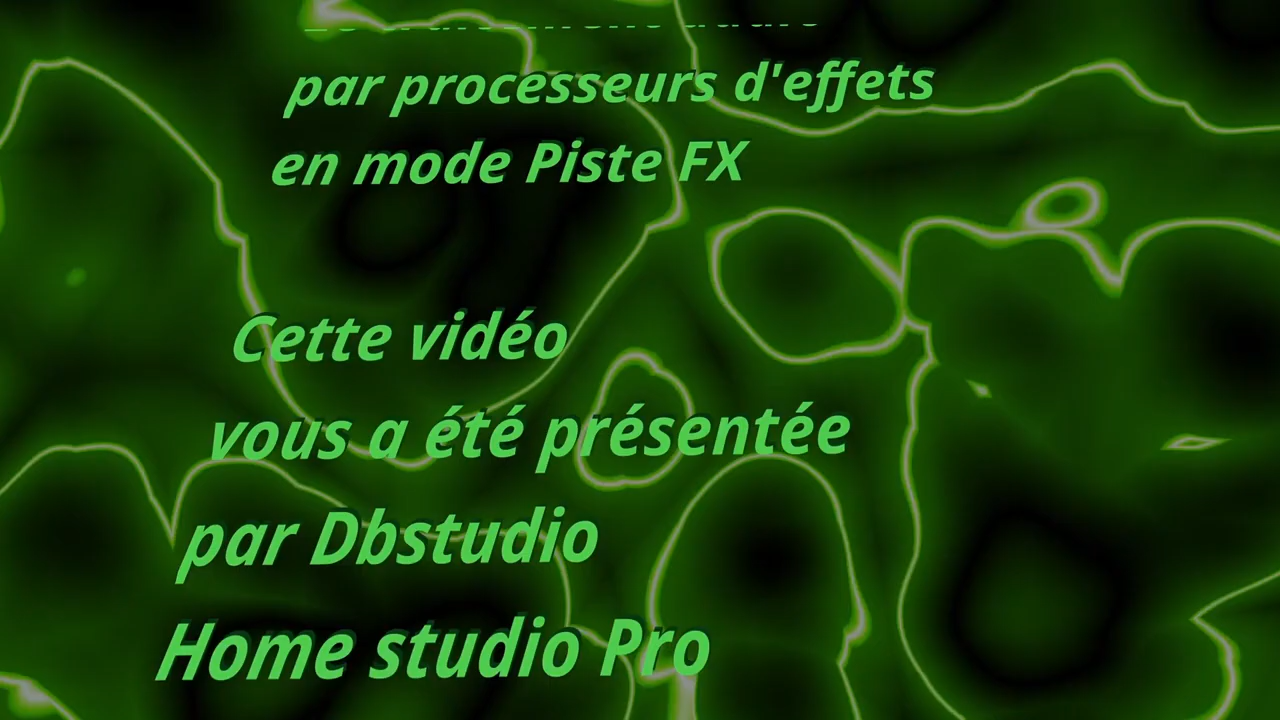 par processeurs d'effets
en mode Piste FX
Cette vidéo
vous a été présentée
par Dbstudio
Home studio Pro